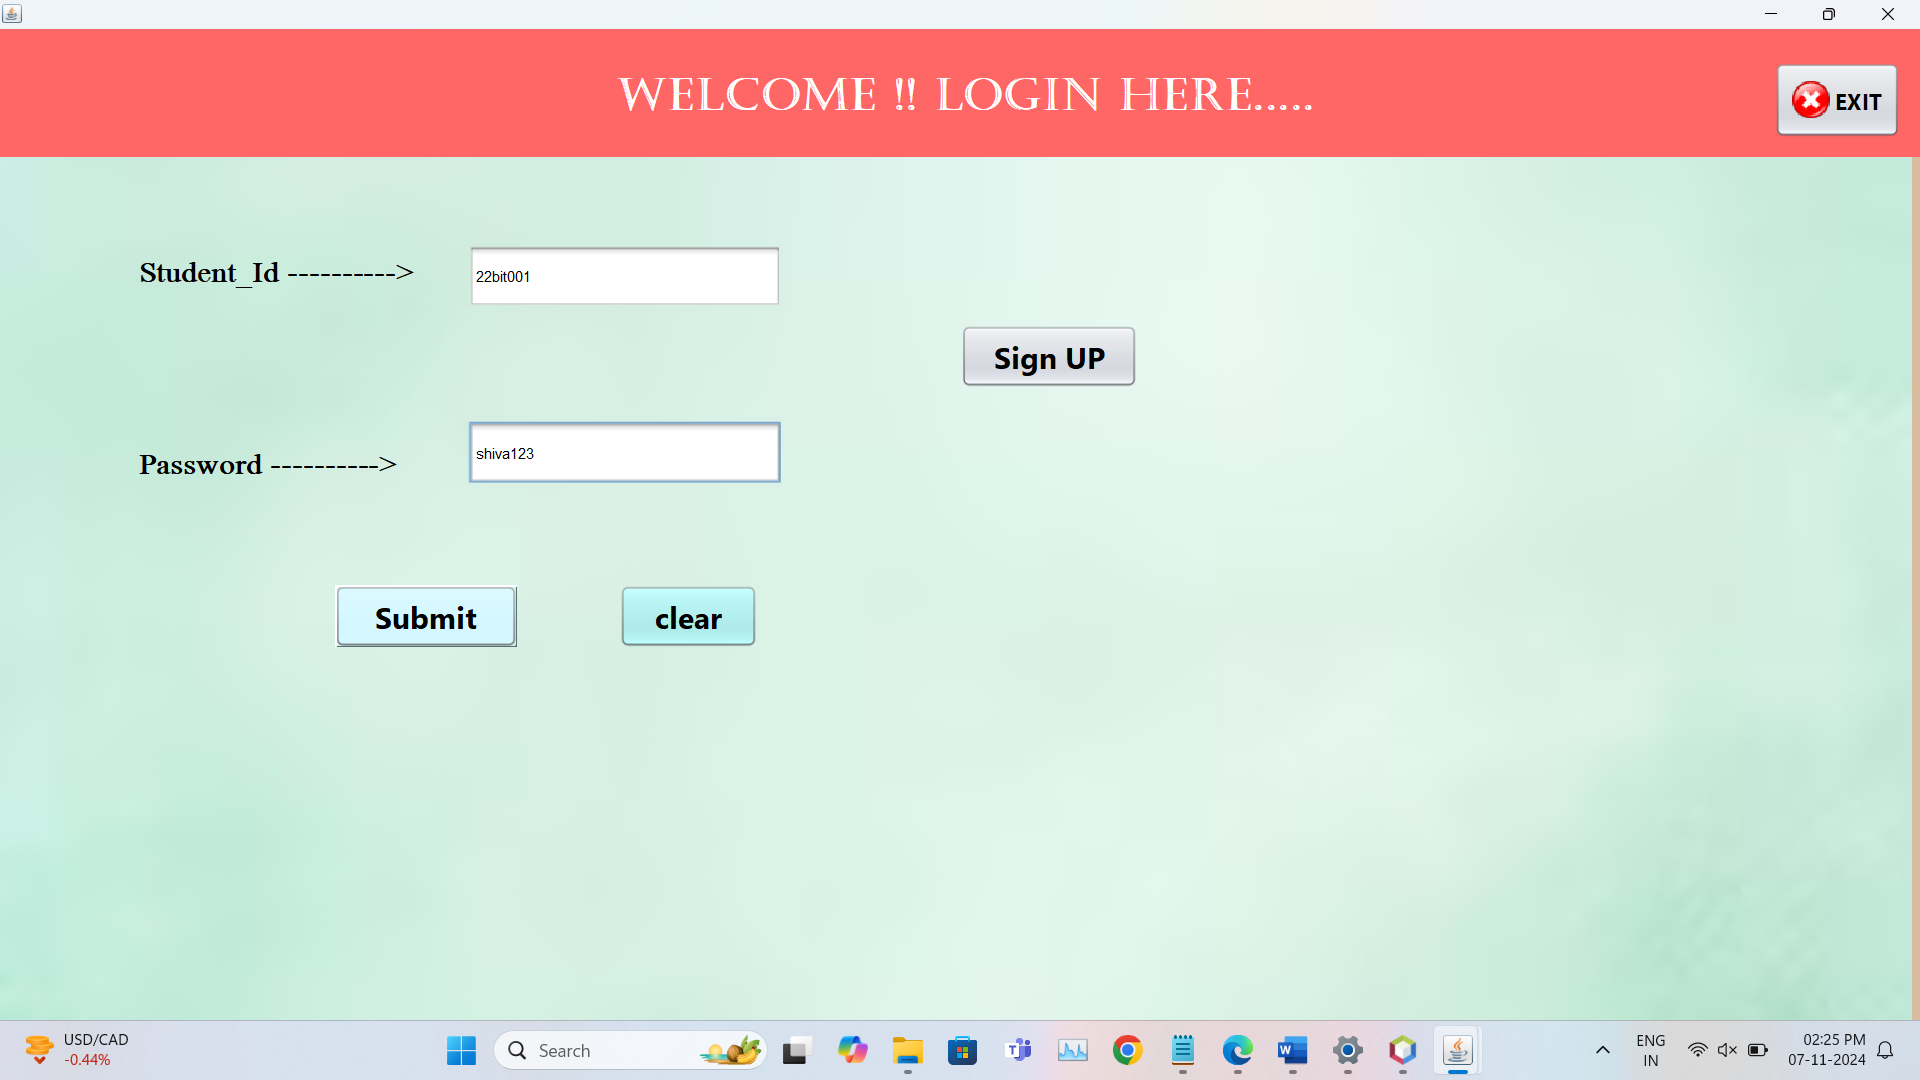 WELCOME !! LOGIN HERE.....
EXIT
Student_Id ---------->
22bit001
Sign UP
Password ---------->
shiva123
Submit
clear
USD/CAD
-0.44%
Search
ENG
IN
02:25 PM
07-11-2024